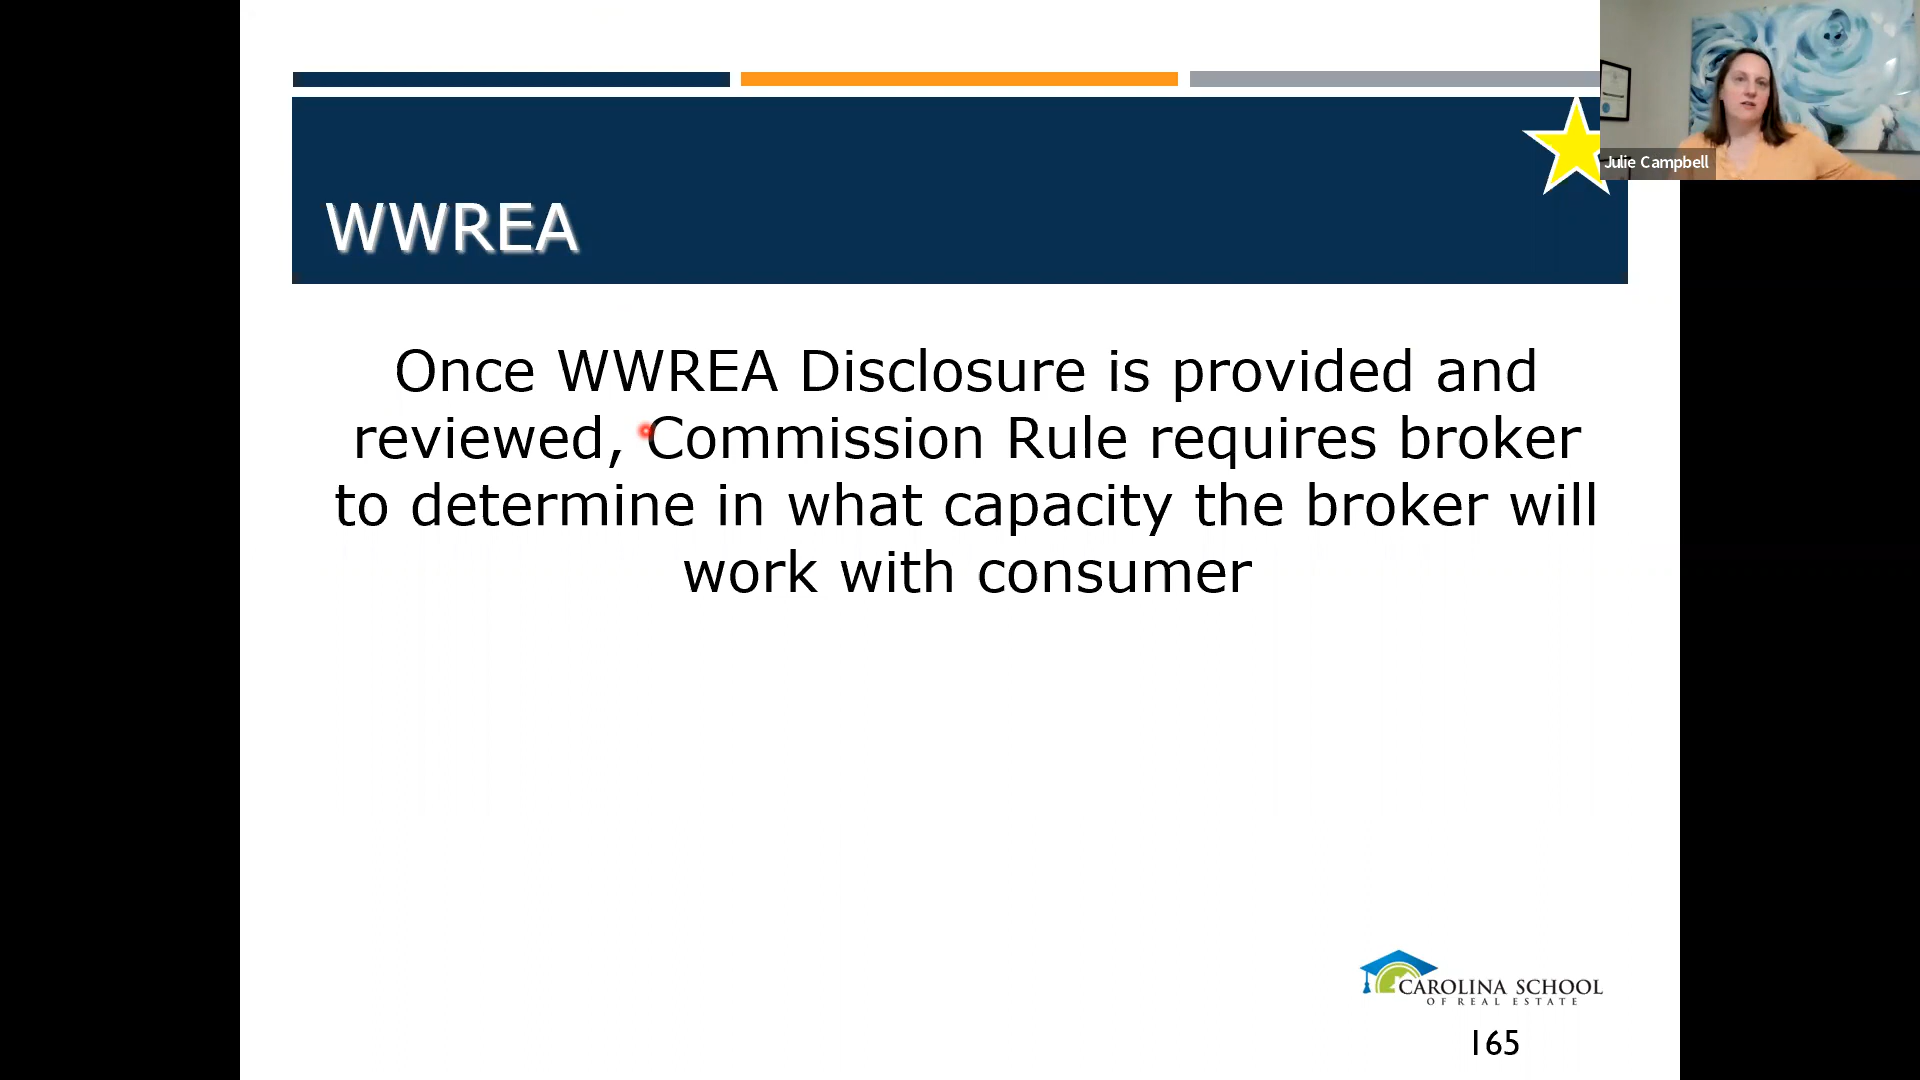 Julie Campbell
WWREA
Once WWREA Disclosure is provided and
reviewed, Commission Rule requires broker
to determine in what capacity the broker will
work with consumer
CAROLINA SCHOOL
OF REAL ESTATE
165